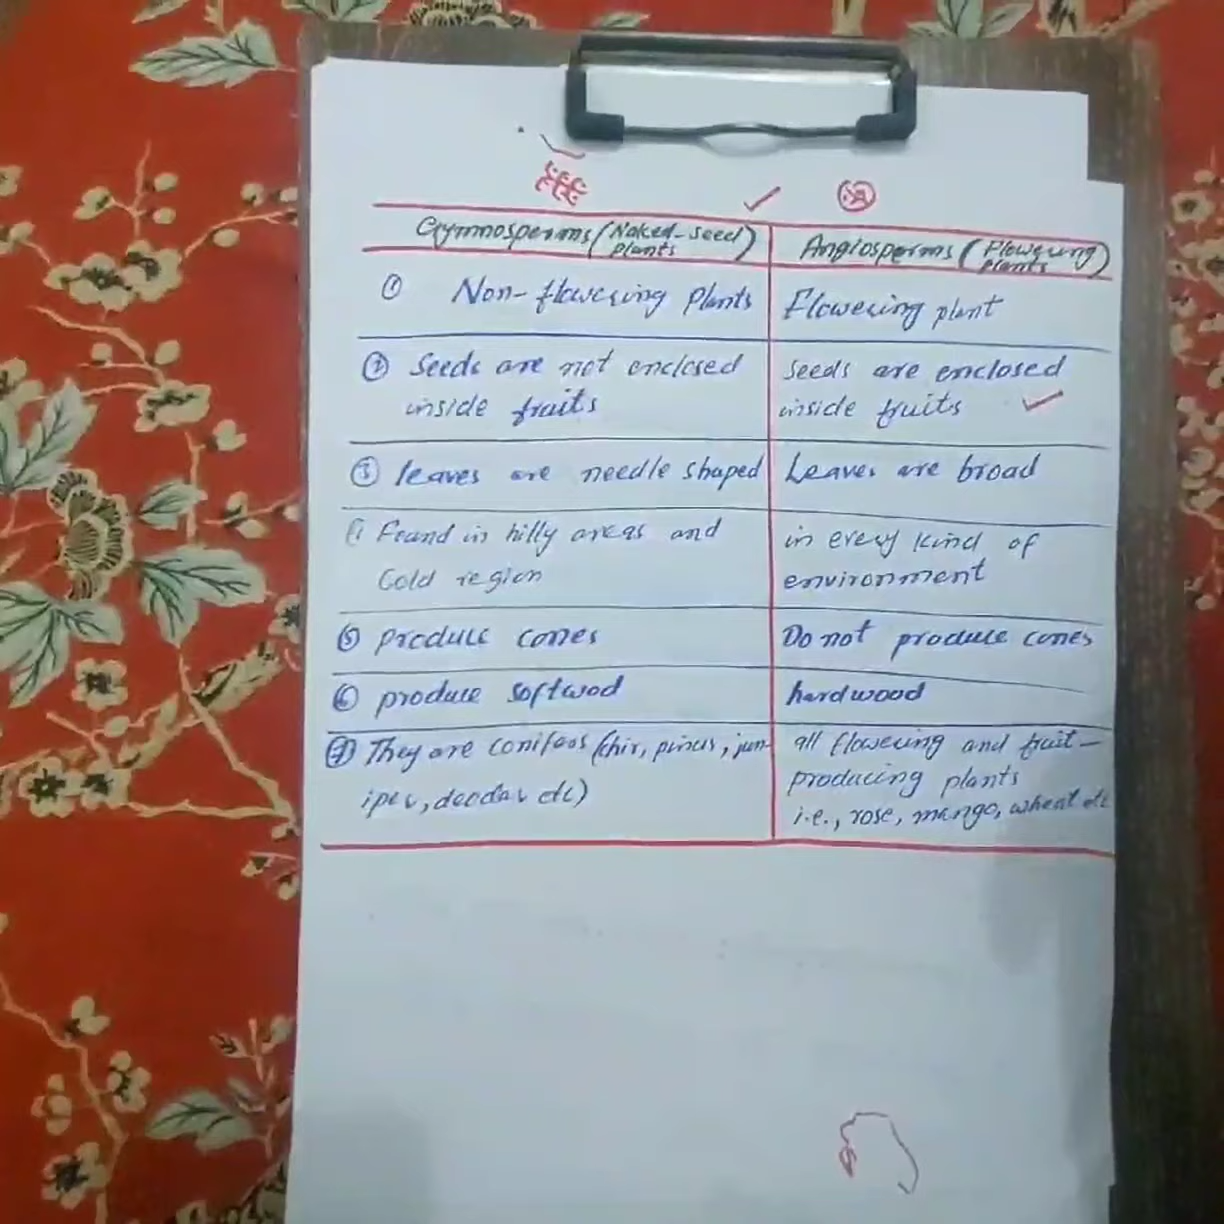 Gymnosperms (Naked-seed plants)
Angiosperms (Flowering plants)
① Non-flowering plants
Flowering plant
② Seeds are not enclosed
inside fruits
Seeds are enclosed
inside fruits
③ leaves are needle shaped
Leaves are broad
Found in hilly areas and
Cold region
in every kind of
environment
⑤ produce cones
Do not produce cones
⑥ produce softwod
hardwood
⑦ They are conifeos (chir, pinus, jun-
iper, deodar etc)
all flowering and fruit-
producing plants
i.e., rose, mango, wheat etc